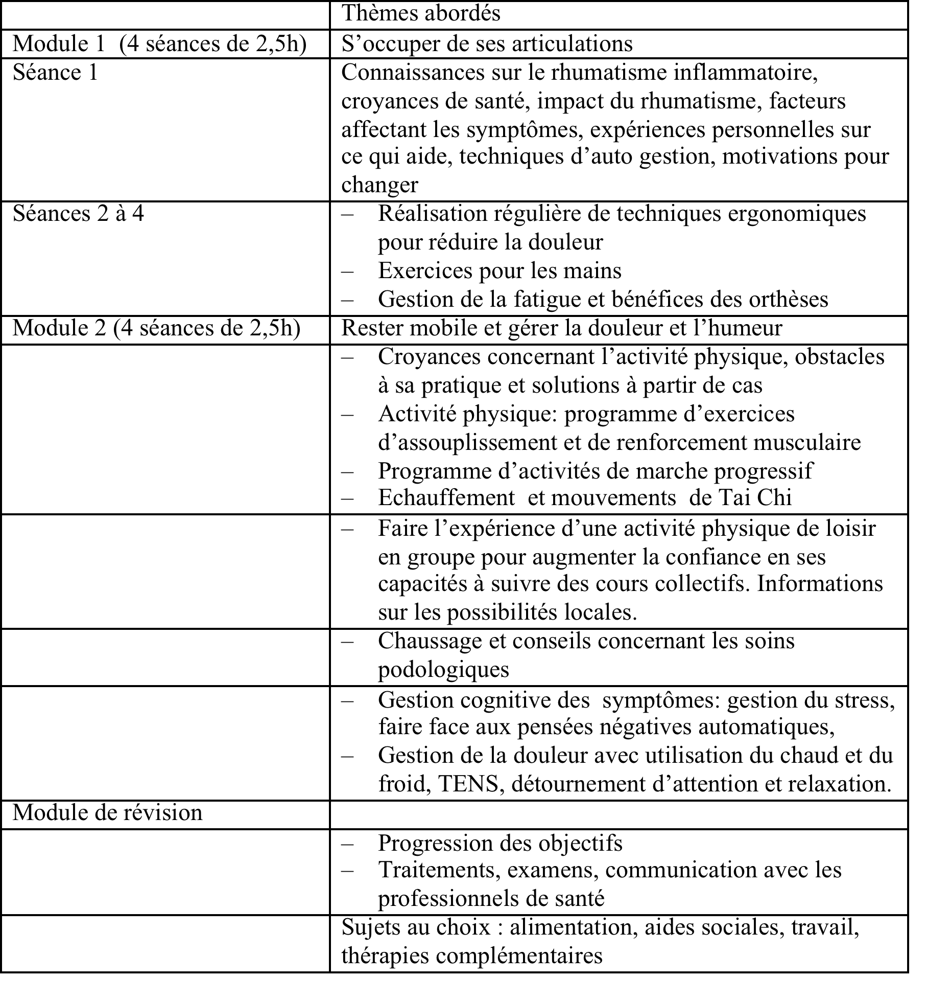 Thèmes abordés
Module 1  (4 séances de 2,5h)
S’occuper de ses articulations
Séance 1
Connaissances sur le rhumatisme inflammatoire,
croyances de santé, impact du rhumatisme, facteurs
affectant les symptômes, expériences personnelles sur
ce qui aide, techniques d’auto gestion, motivations pour
changer
Séances 2 à 4
– Réalisation régulière de techniques ergonomiques
pour réduire la douleur
– Exercices pour les mains
– Gestion de la fatigue et bénéfices des orthèses
Module 2 (4 séances de 2,5h)
Rester mobile et gérer la douleur et l’humeur
– Croyances concernant l’activité physique, obstacles
à sa pratique et solutions à partir de cas
– Activité physique: programme d’exercices
d’assouplissement et de renforcement musculaire
– Programme d’activités de marche progressif
– Echauffement  et mouvements  de Tai Chi
– Faire l’expérience d’une activité physique de loisir
en groupe pour augmenter la confiance en ses
capacités à suivre des cours collectifs. Informations
sur les possibilités locales.
– Chaussage et conseils concernant les soins
podologiques
– Gestion cognitive des  symptômes: gestion du stress,
faire face aux pensées négatives automatiques,
– Gestion de la douleur avec utilisation du chaud et du
froid, TENS, détournement d’attention et relaxation.
Module de révision
– Progression des objectifs
– Traitements, examens, communication avec les
professionnels de santé
Sujets au choix : alimentation, aides sociales, travail,
thérapies complémentaires